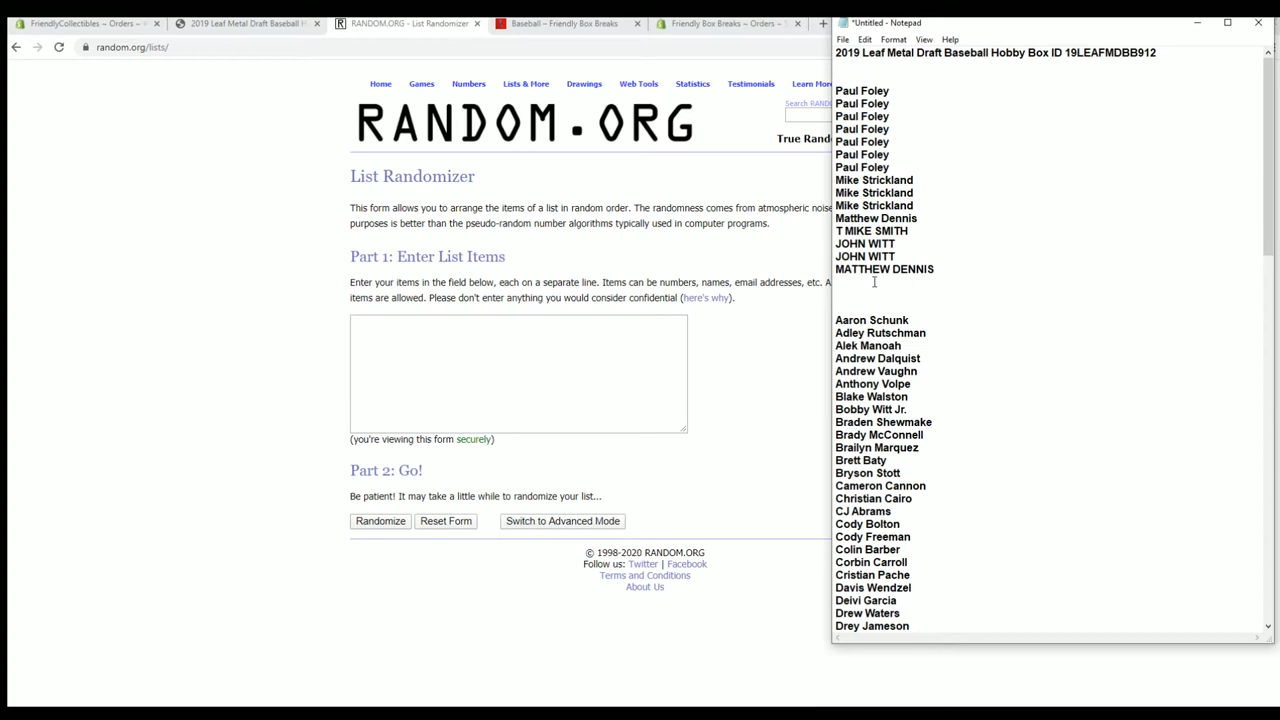 FriendlyCollectibles ~ Orders ~
2019 Leaf Metal Draft Baseball H
RANDOM.ORG - List Randomizer
Baseball – Friendly Box Breaks
Friendly Box Breaks ~ Orders ~
*Untitled - Notepad
random.org/lists/
File Edit Format View Help
2019 Leaf Metal Draft Baseball Hobby Box ID 19LEAFMDBB912
Home Games Numbers Lists & More Drawings Web Tools Statistics Testimonials Learn More
Search RAND
RANDOM.ORG
True Rand
List Randomizer
This form allows you to arrange the items of a list in random order. The randomness comes from atmospheric noise
purposes is better than the pseudo-random number algorithms typically used in computer programs.
Part 1: Enter List Items
Enter your items in the field below, each on a separate line. Items can be numbers, names, email addresses, etc. A
items are allowed. Please don't enter anything you would consider confidential (here's why).
(you're viewing this form securely)
Part 2: Go!
Be patient! It may take a little while to randomize your list...
Randomize Reset Form Switch to Advanced Mode
© 1998-2020 RANDOM.ORG
Follow us: Twitter | Facebook
Terms and Conditions
About Us
Paul Foley
Paul Foley
Paul Foley
Paul Foley
Paul Foley
Paul Foley
Paul Foley
Mike Strickland
Mike Strickland
Mike Strickland
Matthew Dennis
T MIKE SMITH
JOHN WITT
JOHN WITT
MATTHEW DENNIS
Aaron Schunk
Adley Rutschman
Alek Manoah
Andrew Dalquist
Andrew Vaughn
Anthony Volpe
Blake Walston
Bobby Witt Jr.
Braden Shewmake
Brady McConnell
Brailyn Marquez
Brett Baty
Bryson Stott
Cameron Cannon
Christian Cairo
CJ Abrams
Cody Bolton
Cody Freeman
Colin Barber
Corbin Carroll
Cristian Pache
Davis Wendzel
Deivi Garcia
Drew Waters
Drey Jameson